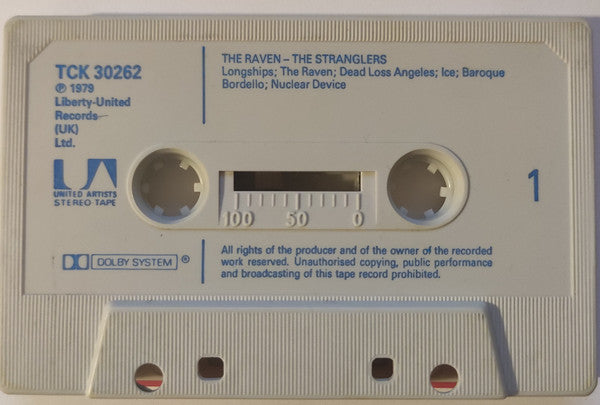 TCK 30262
℗ 1979
Liberty-United
Records
(UK)
Ltd.
UA
UNITED ARTISTS
STEREO TAPE
THE RAVEN – THE STRANGLERS
Longships; The Raven; Dead Loss Angeles; Ice; Baroque
Bordello; Nuclear Device
100 50 0
1
DOLBY SYSTEM ®
All rights of the producer and of the owner of the recorded
work reserved. Unauthorised copying, public performance
and broadcasting of this tape record prohibited.